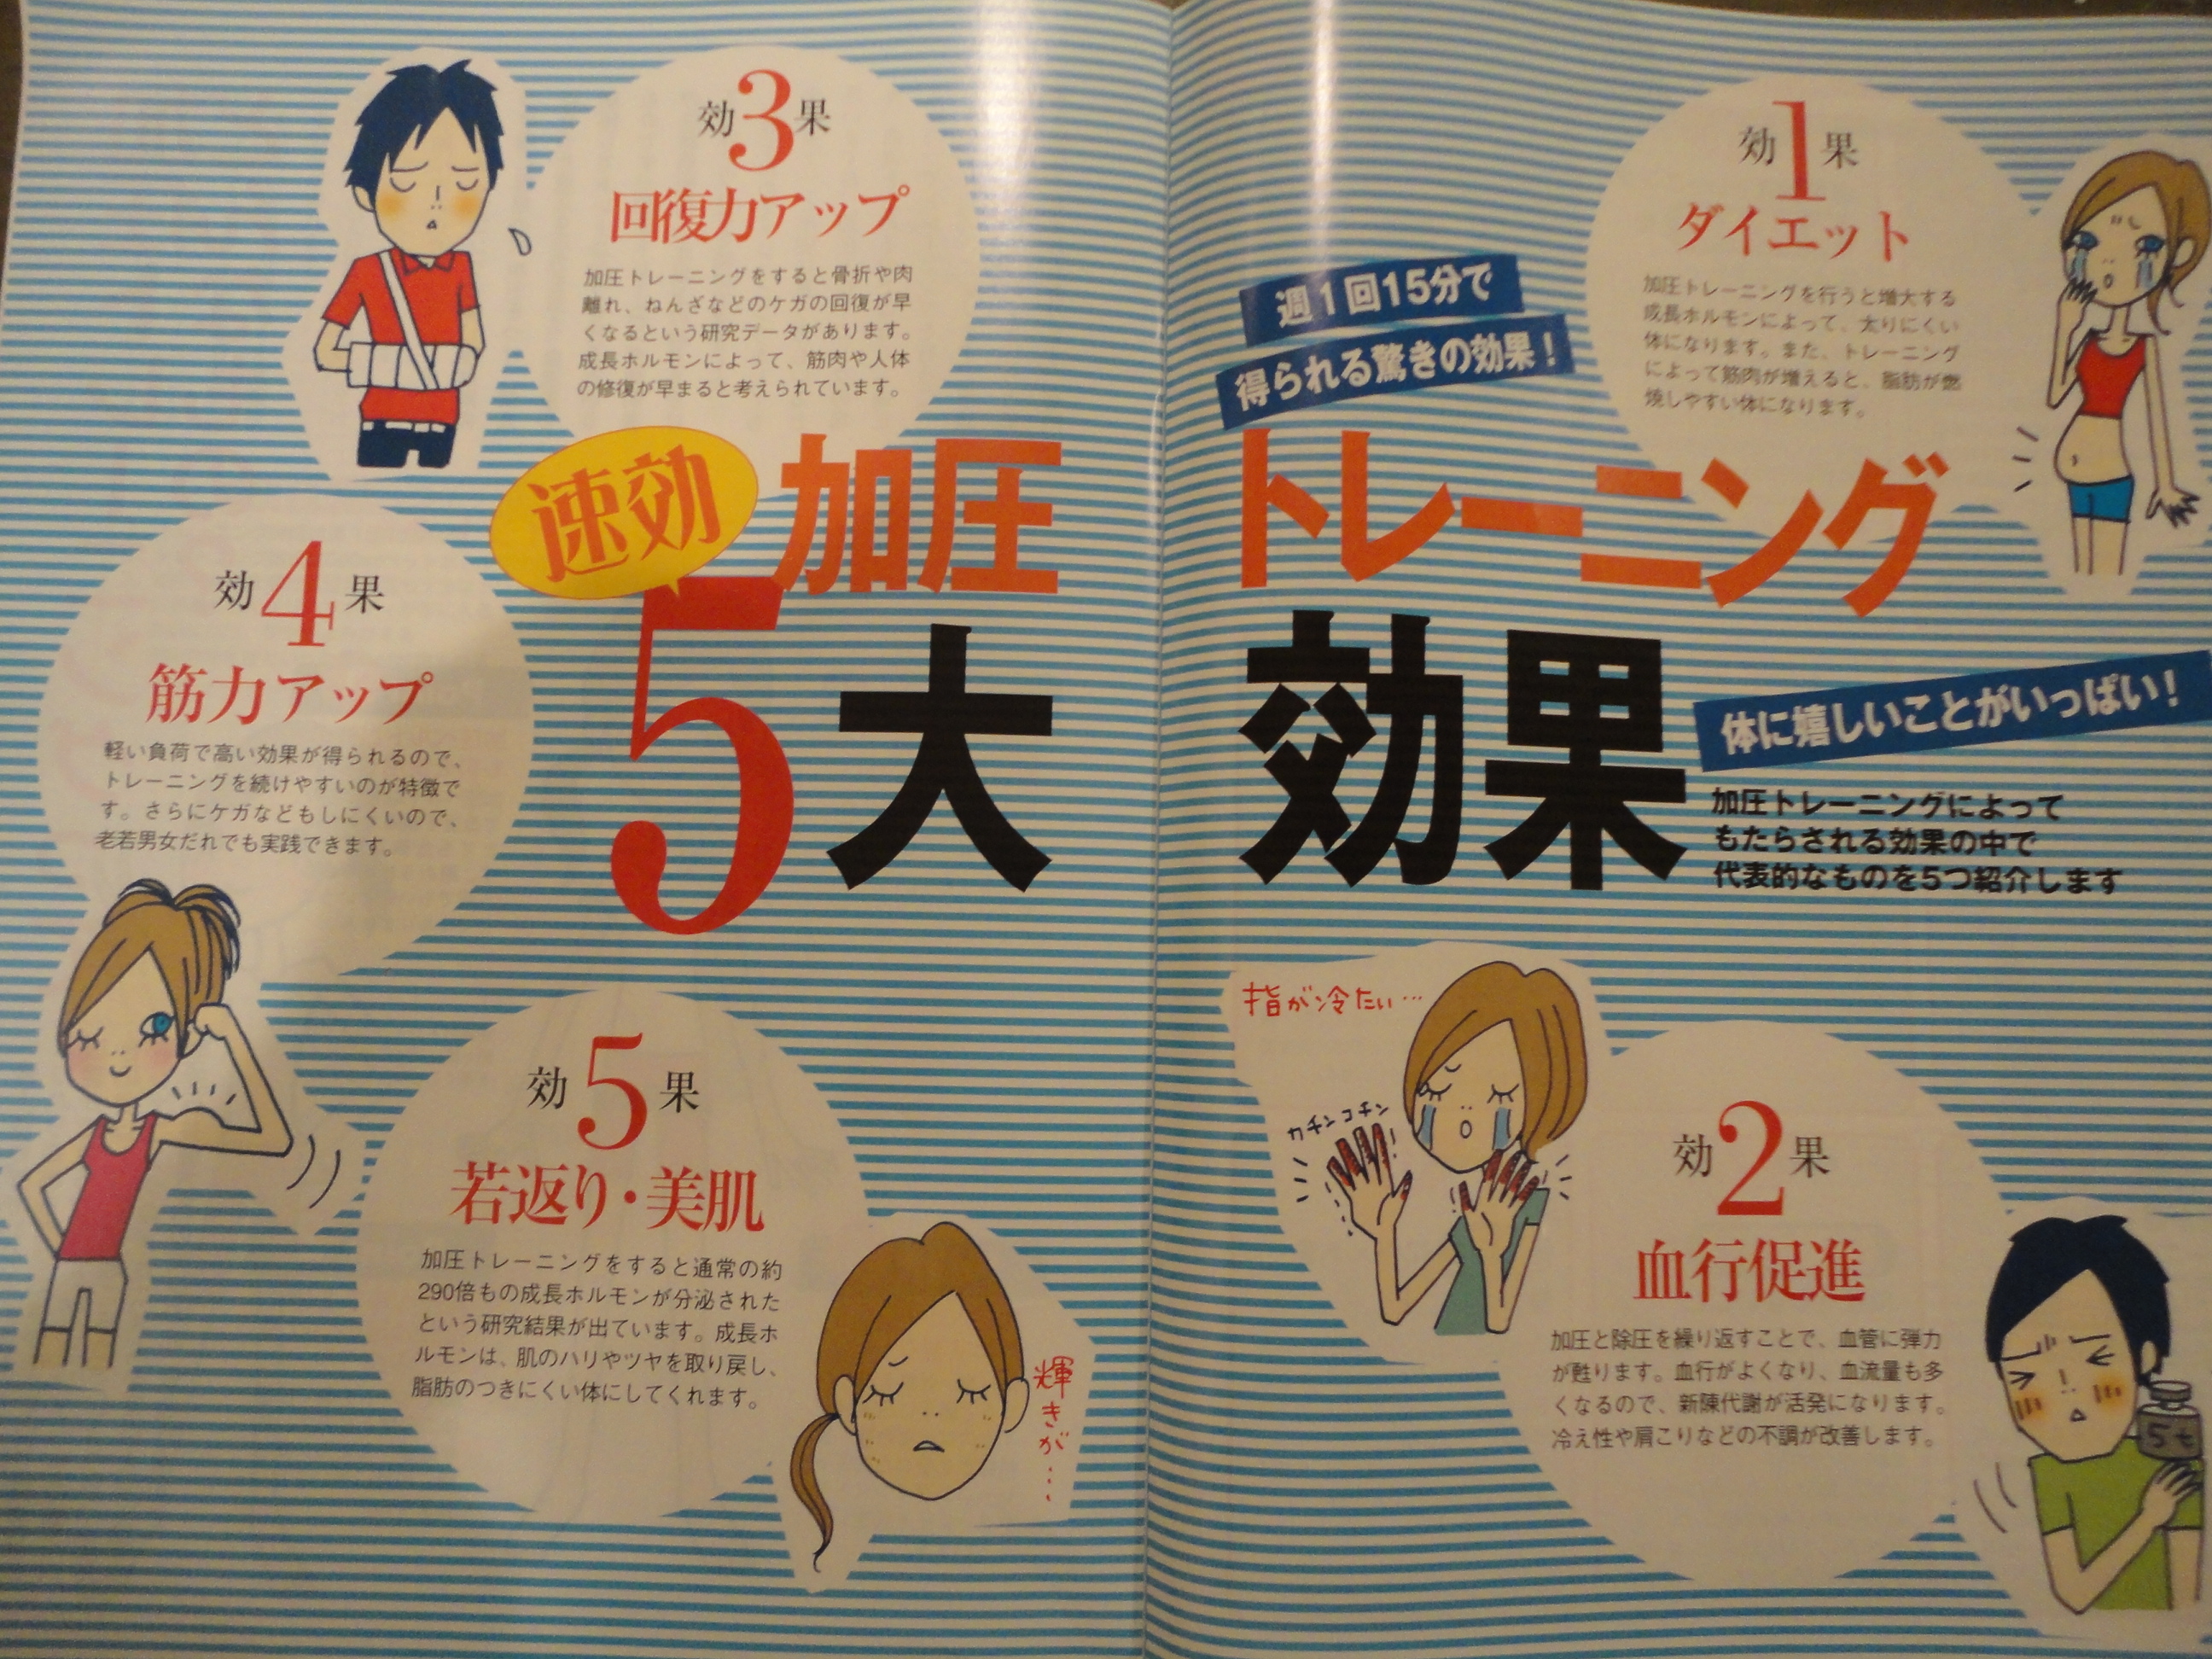 週1回15分で
得られる驚きの効果！
速効
加圧トレーニング
5大効果
体に嬉しいことがいっぱい！
加圧トレーニングによって
もたらされる効果の中で
代表的なものを5つ紹介します
効1果
ダイエット
加圧トレーニングを行うと増大する
成長ホルモンによって、太りにくい
体になります。また、トレーニング
によって筋肉が増えると、脂肪が燃
焼しやすい体になります。
指が冷たい…
カチンコチン
効2果
血行促進
加圧と除圧を繰り返すことで、血管に弾力
が甦ります。血行がよくなり、血流量も多
くなるので、新陳代謝が活発になります。
冷え性や肩こりなどの不調が改善します。
5t
効3果
回復力アップ
加圧トレーニングをすると骨折や肉
離れ、ねんざなどのケガの回復が早
くなるという研究データがあります。
成長ホルモンによって、筋肉や人体
の修復が早まると考えられています。
効4果
筋力アップ
軽い負荷で高い効果が得られるので、
トレーニングを続けやすいのが特徴で
す。さらにケガなどもしにくいので、
老若男女だれでも実践できます。
効5果
若返り・美肌
加圧トレーニングをすると通常の約
290倍もの成長ホルモンが分泌された
という研究結果が出ています。成長ホ
ルモンは、肌のハリやツヤを取り戻し、
脂肪のつきにくい体にしてくれます。
輝きが…